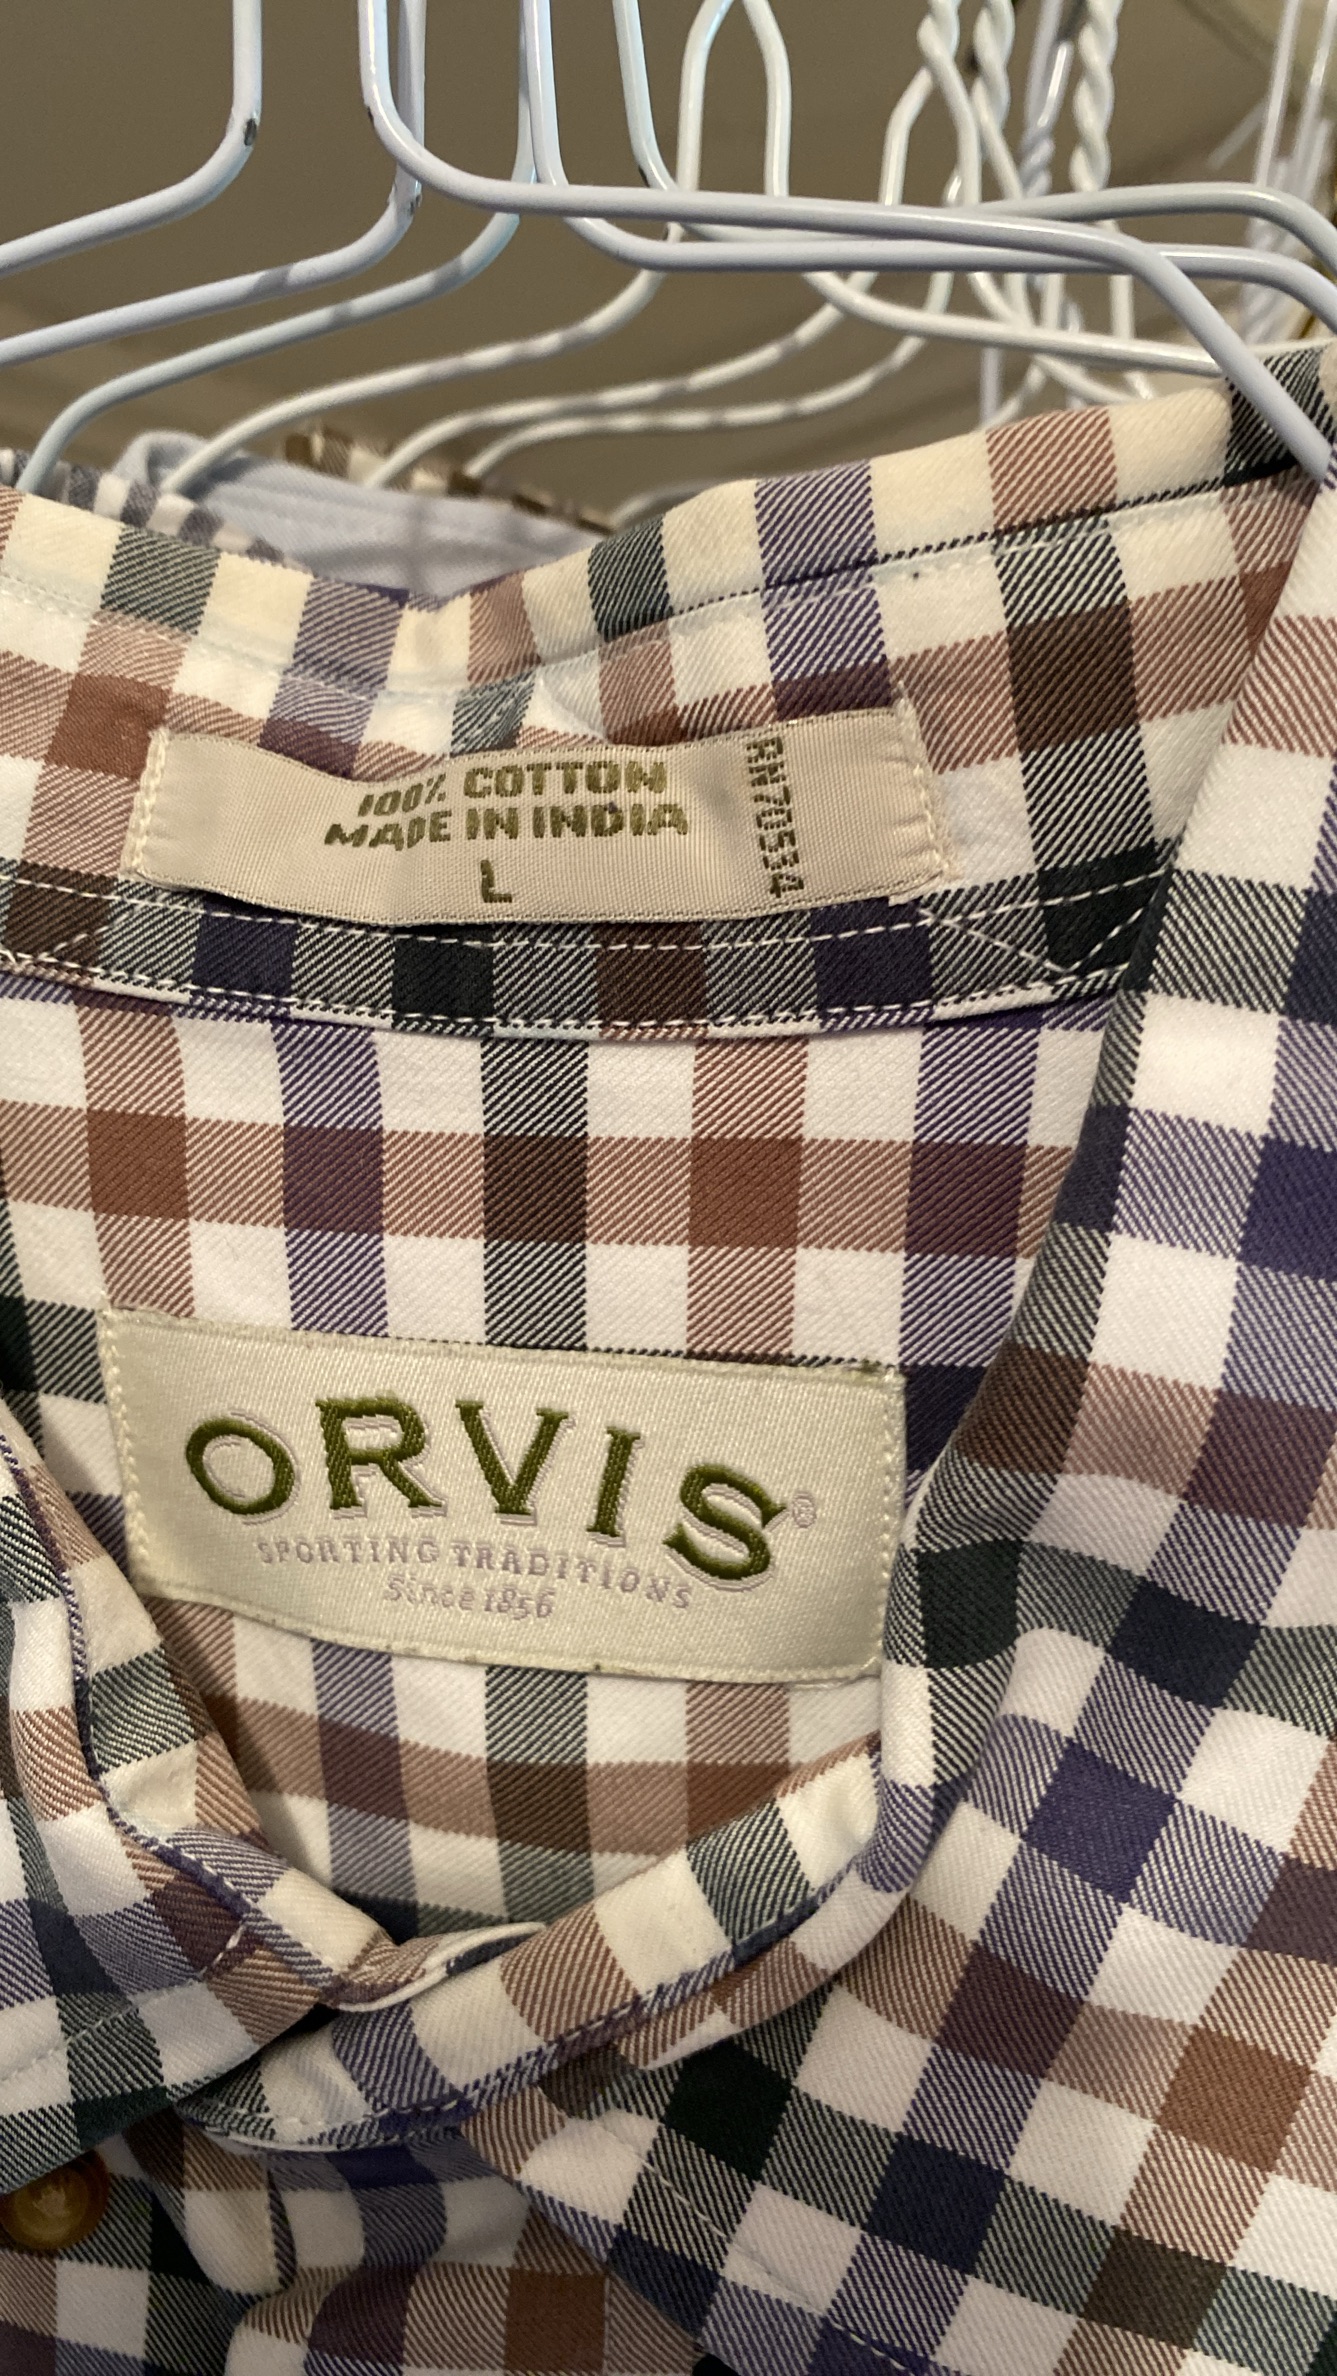 100% COTTON
MADE IN INDIA
L
RN70534
ORVIS®
SPORTING TRADITIONS
Since 1856